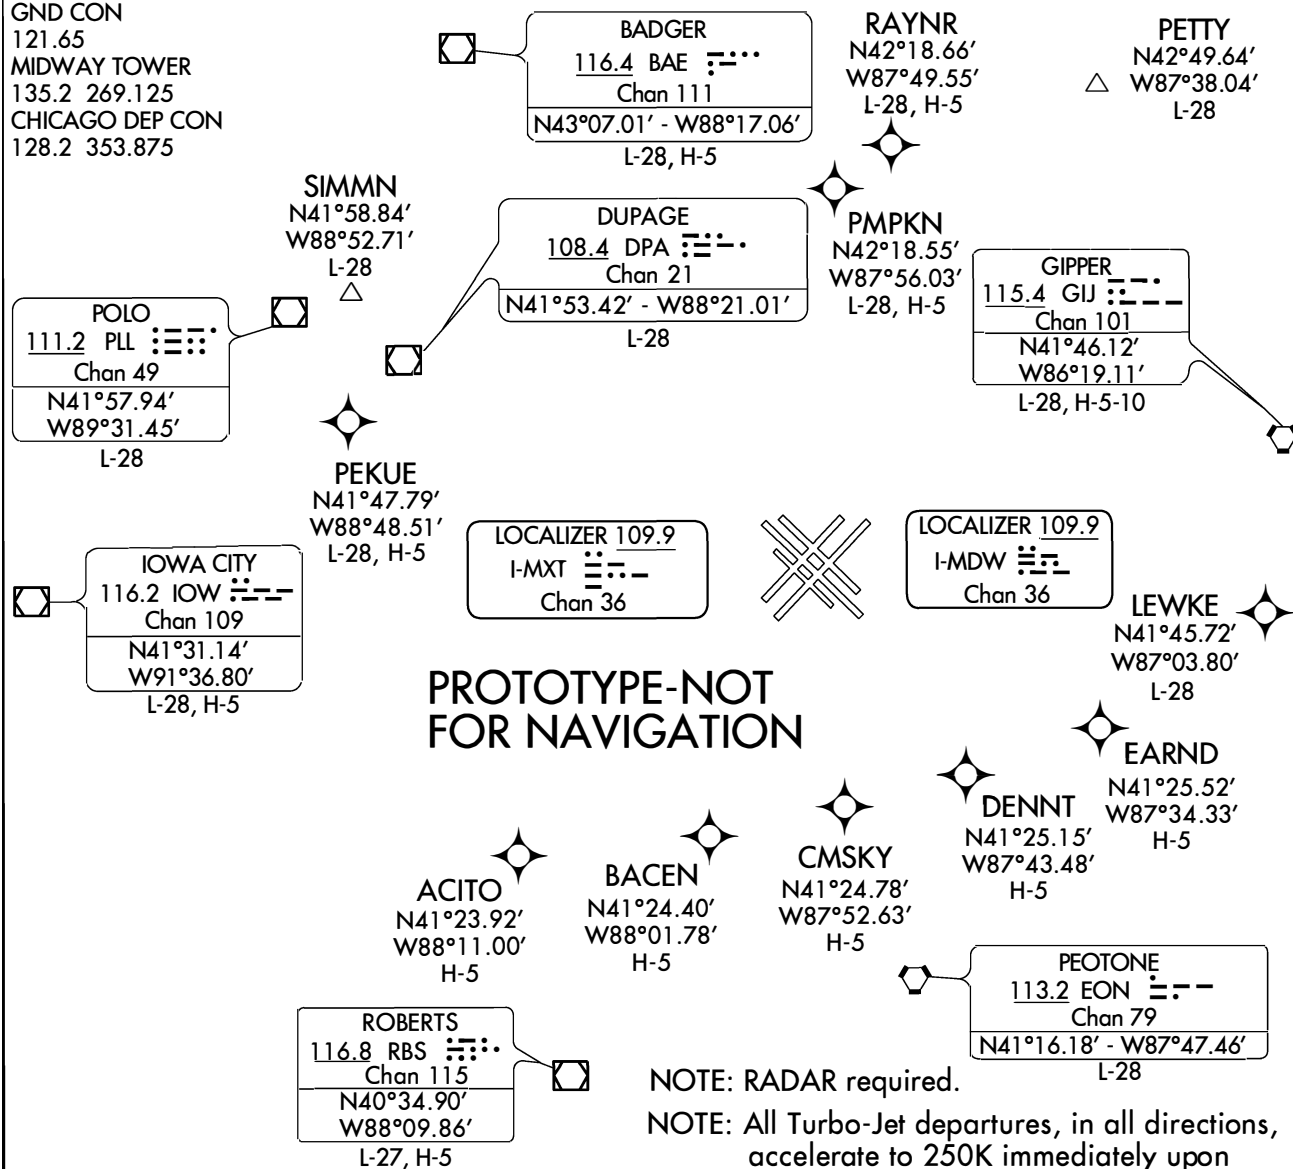 GND CON
121.65
MIDWAY TOWER
135.2 269.125
CHICAGO DEP CON
128.2 353.875
BADGER
116.4 BAE
Chan 111
N43°07.01′ - W88°17.06′
L-28, H-5
RAYNR
N42°18.66′
W87°49.55′
L-28, H-5
PETTY
N42°49.64′
W87°38.04′
L-28
SIMMN
N41°58.84′
W88°52.71′
L-28
DUPAGE
108.4 DPA
Chan 21
N41°53.42′ - W88°21.01′
L-28
PMPKN
N42°18.55′
W87°56.03′
L-28, H-5
GIPPER
115.4 GIJ
Chan 101
N41°46.12′
W86°19.11′
L-28, H-5-10
POLO
111.2 PLL
Chan 49
N41°57.94′
W89°31.45′
L-28
PEKUE
N41°47.79′
W88°48.51′
L-28, H-5
LOCALIZER 109.9
I-MXT
Chan 36
LOCALIZER 109.9
I-MDW
Chan 36
IOWA CITY
116.2 IOW
Chan 109
N41°31.14′
W91°36.80′
L-28, H-5
LEWKE
N41°45.72′
W87°03.80′
L-28
PROTOTYPE-NOT
FOR NAVIGATION
EARND
N41°25.52′
W87°34.33′
H-5
DENNT
N41°25.15′
W87°43.48′
H-5
CMSKY
N41°24.78′
W87°52.63′
H-5
BACEN
N41°24.40′
W88°01.78′
H-5
ACITO
N41°23.92′
W88°11.00′
H-5
PEOTONE
113.2 EON
Chan 79
N41°16.18′ - W87°47.46′
L-28
ROBERTS
116.8 RBS
Chan 115
N40°34.90′
W88°09.86′
L-27, H-5
NOTE: RADAR required.
NOTE: All Turbo-Jet departures, in all directions,
accelerate to 250K immediately upon